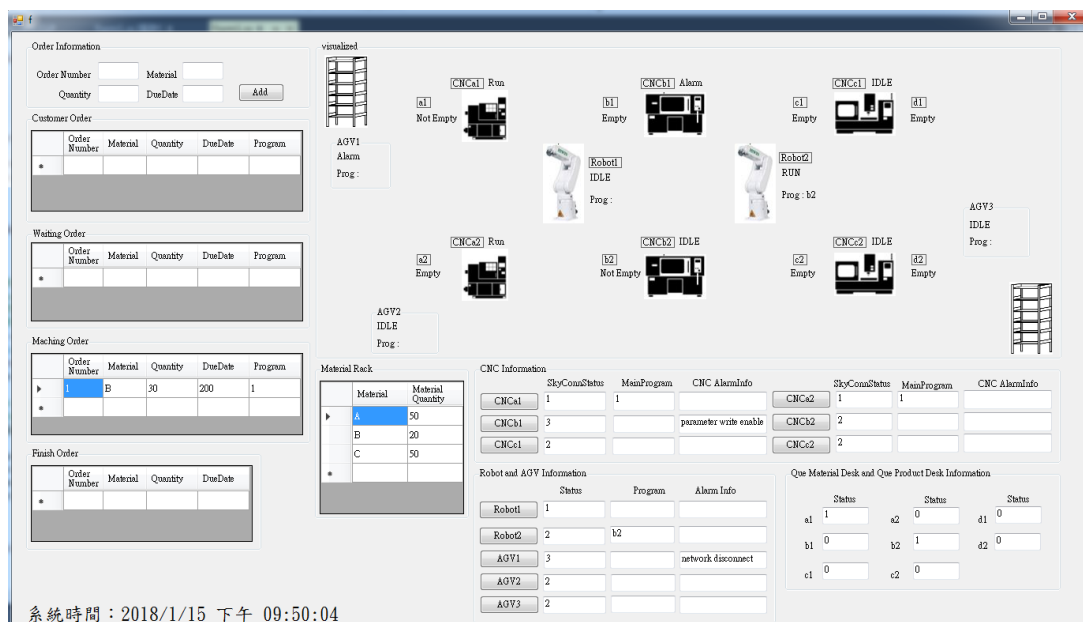 f
Order Information
Order Number
Material
Quantity
DueDate
Add
Customer Order
Order Number Material Quantity DueDate Program
*
Waiting Order
Order Number Material Quantity DueDate Program
*
Maching Order
Order Number Material Quantity DueDate Program
1 B 30 200 1
*
Finish Order
Order Number Material Quantity DueDate
*
系統時間：2018/1/15 下午 09:50:04
visualized
CNCa1 Run
CNCb1 Alarm
CNCc1 IDLE
a1
Not Empty
b1
Empty
c1
Empty
d1
Empty
AGV1
Alarm
Prog :
Robot1
IDLE
Prog :
Robot2
RUN
Prog : b2
AGV3
IDLE
Prog :
CNCa2 Run
CNCb2 IDLE
CNCc2 IDLE
a2
Empty
b2
Not Empty
c2
Empty
d2
Empty
AGV2
IDLE
Prog :
Material Rack
Material Material Quantity
A 50
B 20
C 50
*
CNC Information
SkyConnStatus MainProgram CNC AlarmInfo
CNCa1 1 1
CNCb1 3 parameter write enable
CNCc1 2
SkyConnStatus MainProgram CNC AlarmInfo
CNCa2 1 1
CNCb2 2
CNCc2 2
Robot and AGV Information
Status Program Alarm Info
Robot1 1
Robot2 2 b2
AGV1 3 network disconnect
AGV2 2
AGV3 2
Que Material Desk and Que Product Desk Information
Status Status Status
a1 1 a2 0 d1 0
b1 0 b2 1 d2 0
c1 0 c2 0